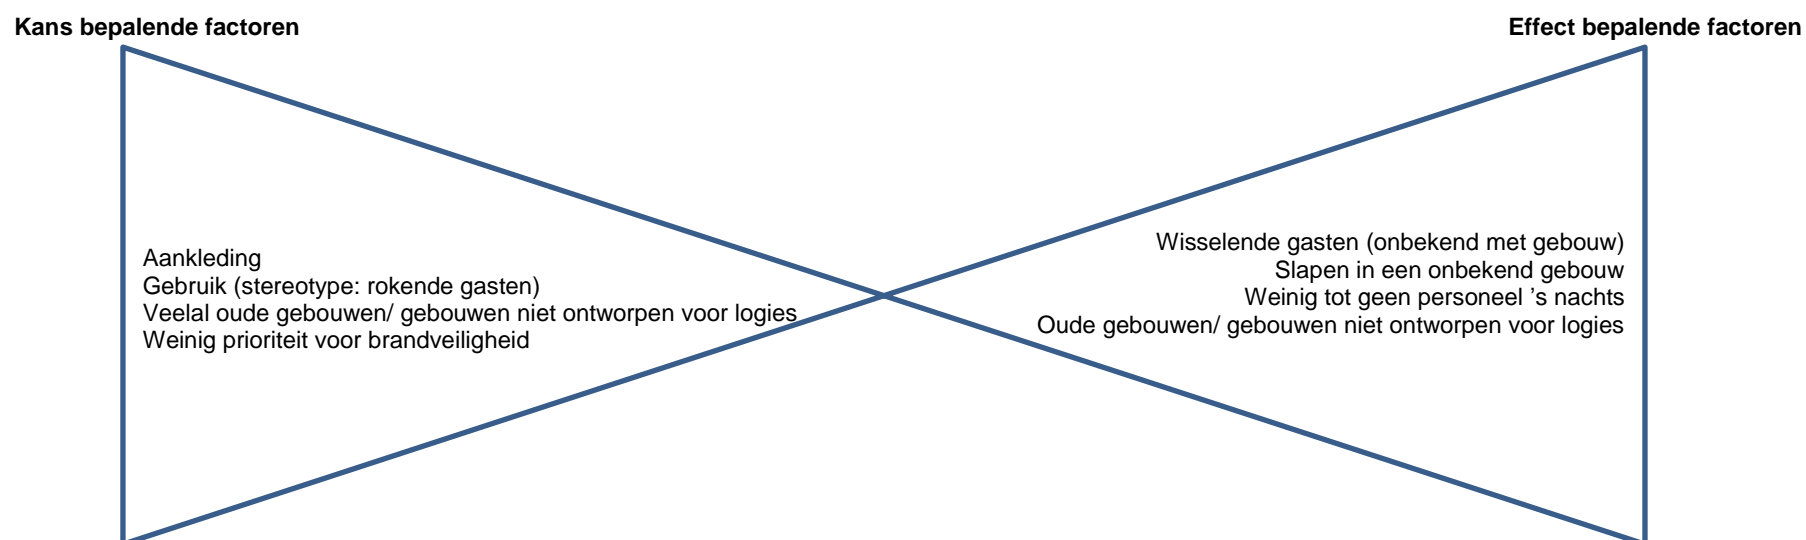 Kans bepalende factoren
Effect bepalende factoren
Aankleding
Gebruik (stereotype: rokende gasten)
Veelal oude gebouwen/ gebouwen niet ontworpen voor logies
Weinig prioriteit voor brandveiligheid
Wisselende gasten (onbekend met gebouw)
Slapen in een onbekend gebouw
Weinig tot geen personeel ’s nachts
Oude gebouwen/ gebouwen niet ontworpen voor logies